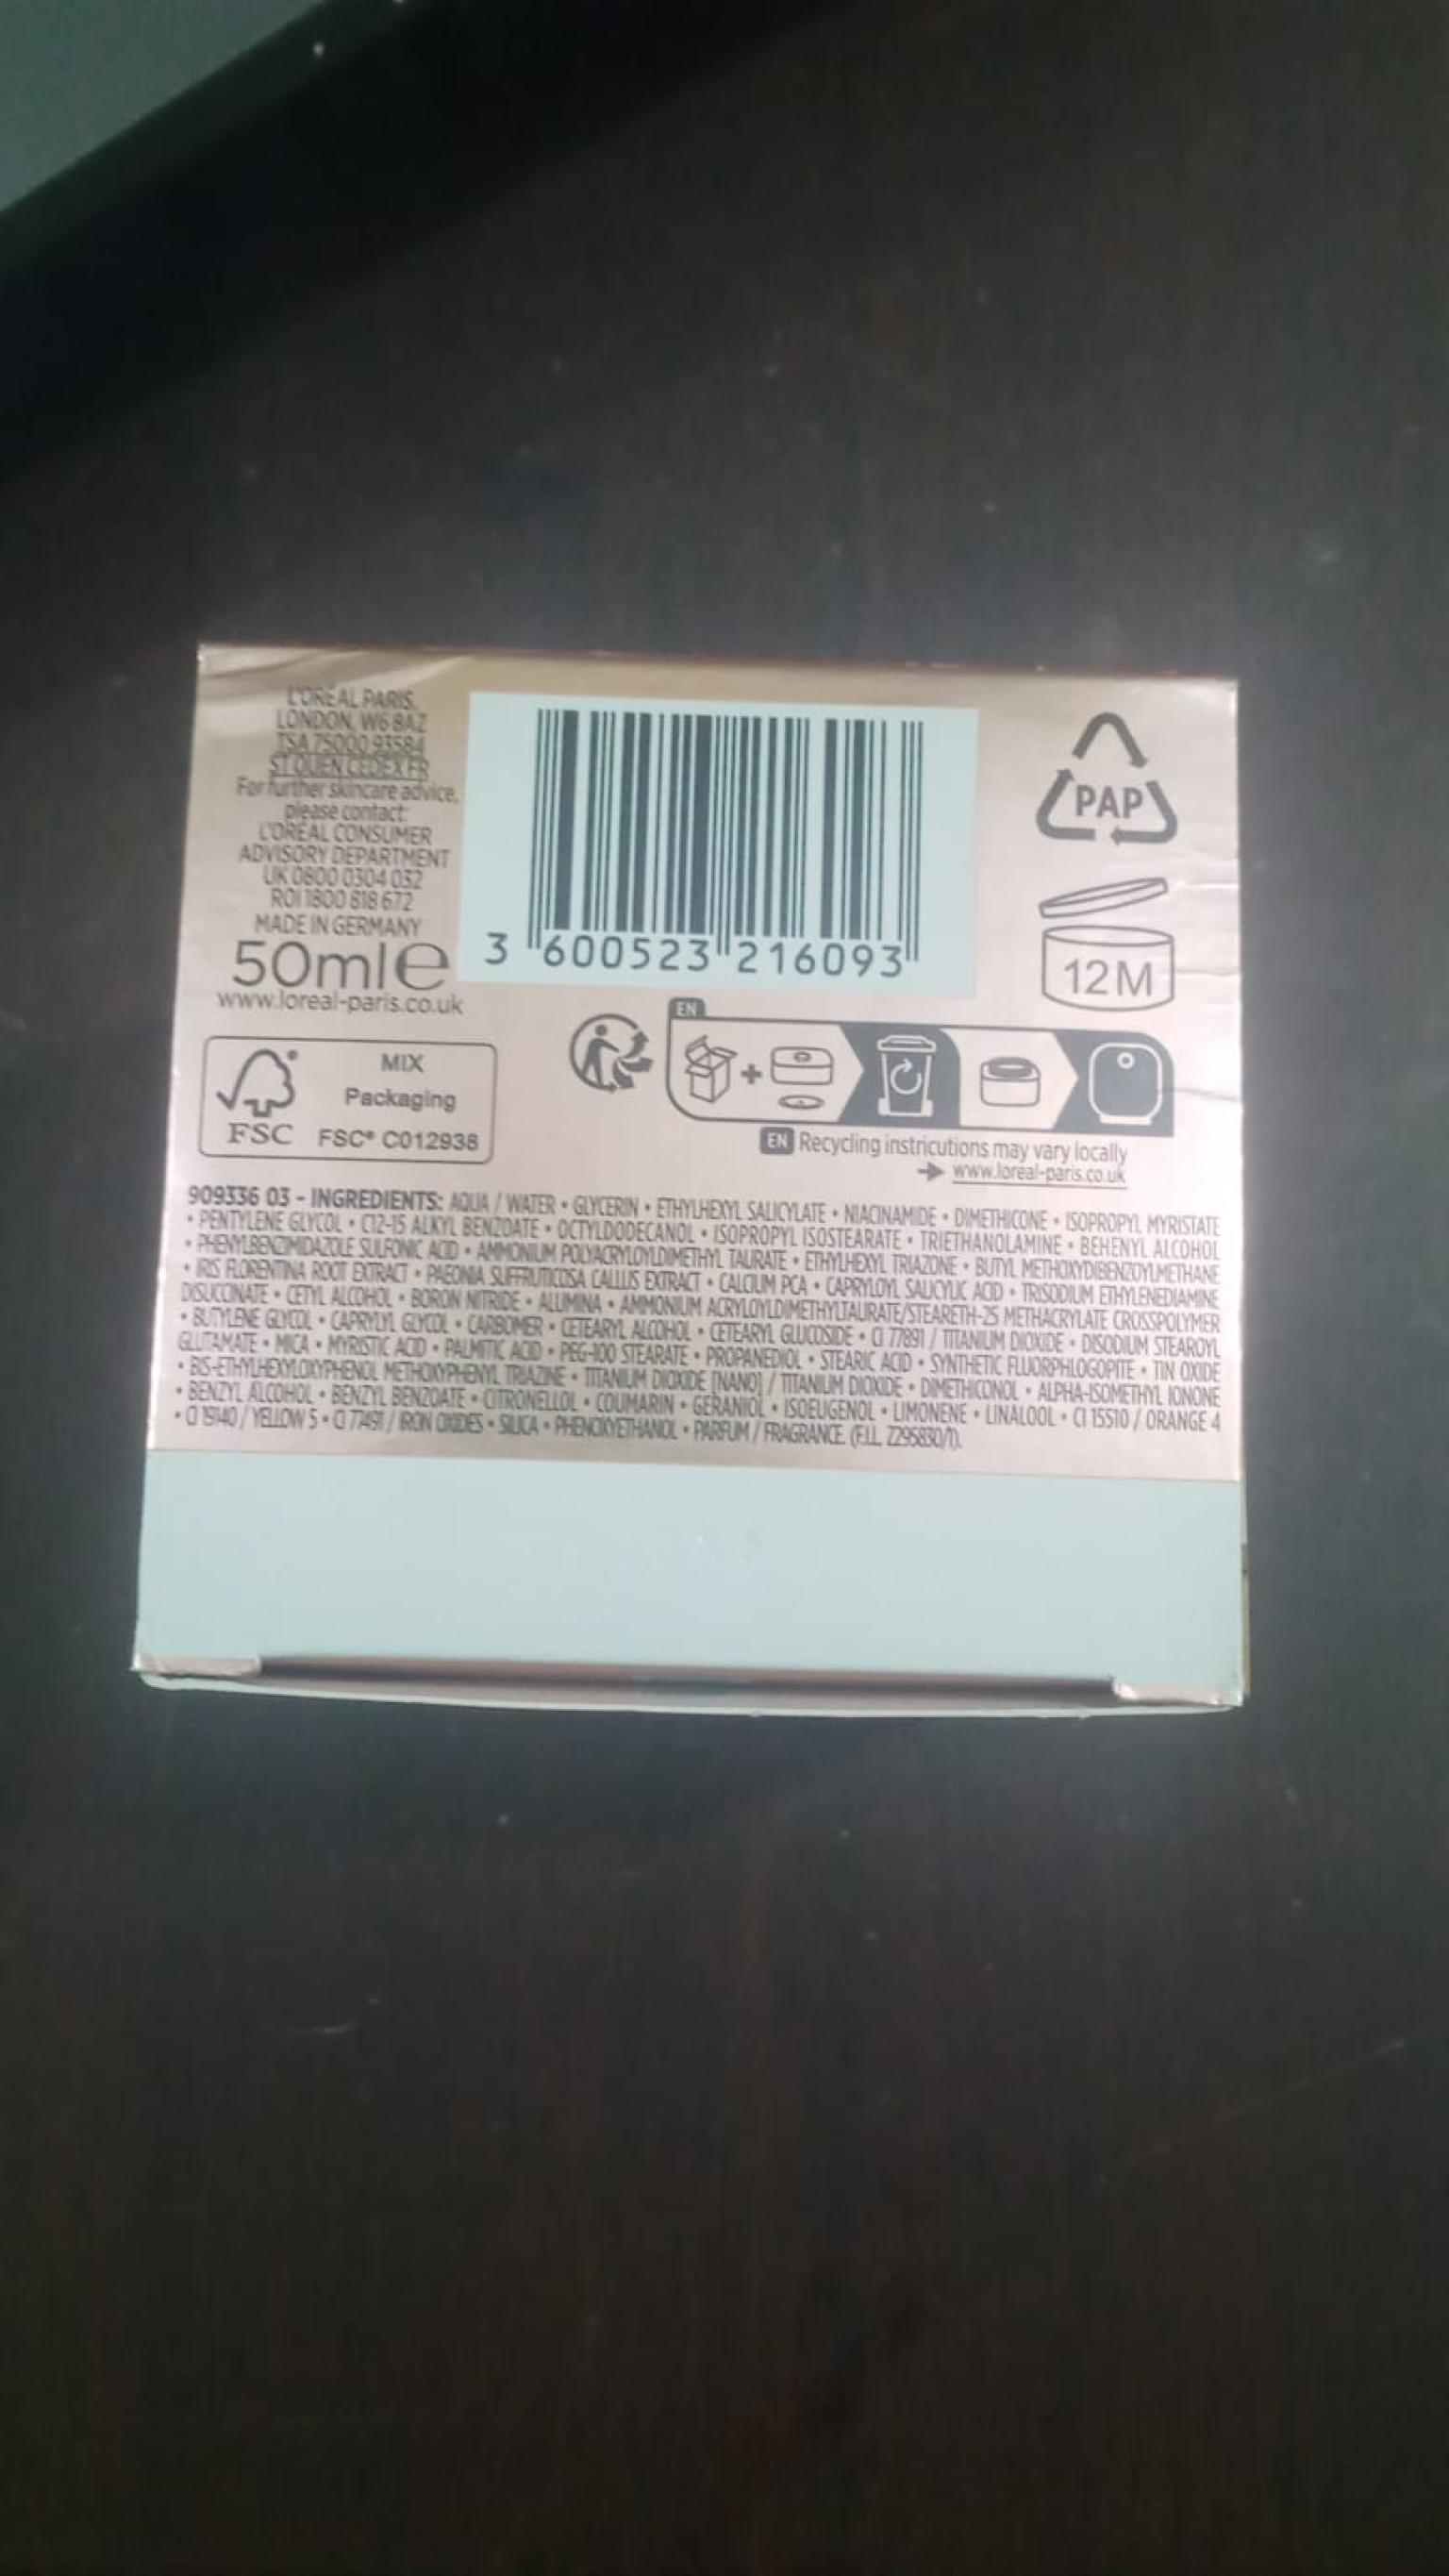 L'ORÉAL PARIS,
LONDON, W6 8AZ
TSA 75000 93584
ST OUEN CEDEX FR
For further skincare advice,
please contact:
L'ORÉAL CONSUMER
ADVISORY DEPARTMENT
UK 0800 0304 032
ROI 1800 818 672
MADE IN GERMANY
50ml e
www.loreal-paris.co.uk
3 600523 216093
PAP
12M
FSC
MIX
Packaging
FSC® C012938
EN
EN Recycling instricutions may vary locally
www.loreal-paris.co.uk
909336 03 - INGREDIENTS: AQUA / WATER • GLYCERIN • ETHYLHEXYL SALICYLATE • NIACINAMIDE • DIMETHICONE • ISOPROPYL MYRISTATE
• PENTYLENE GLYCOL • C12-15 ALKYL BENZOATE • OCTYLDODECANOL • ISOPROPYL ISOSTEARATE • TRIETHANOLAMINE • BEHENYL ALCOHOL
• PHENYLBENZIMIDAZOLE SULFONIC ACID • AMMONIUM POLYACRYLOYLDIMETHYL TAURATE • ETHYLHEXYL TRIAZONE • BUTYL METHOXYDIBENZOYLMETHANE
• IRIS FLORENTINA ROOT EXTRACT • PAEONIA SUFFRUTICOSA CALLUS EXTRACT • CALCIUM PCA • CAPRYLOYL SALICYLIC ACID • TRISODIUM ETHYLENEDIAMINE
DISUCCINATE • CETYL ALCOHOL • BORON NITRIDE • ALUMINA • AMMONIUM ACRYLOYLDIMETHYLTAURATE/STEARETH-25 METHACRYLATE CROSSPOLYMER
• BUTYLENE GLYCOL • CAPRYLYL GLYCOL • CARBOMER • CETEARYL ALCOHOL • CETEARYL GLUCOSIDE • CI 77891 / TITANIUM DIOXIDE • DISODIUM STEAROYL
GLUTAMATE • MICA • MYRISTIC ACID • PALMITIC ACID • PEG-100 STEARATE • PROPANEDIOL • STEARIC ACID • SYNTHETIC FLUORPHLOGOPITE • TIN OXIDE
• BIS-ETHYLHEXYLOXYPHENOL METHOXYPHENYL TRIAZINE • TITANIUM DIOXIDE [NANO] / TITANIUM DIOXIDE • DIMETHICONOL • ALPHA-ISOMETHYL IONONE
• BENZYL ALCOHOL • BENZYL BENZOATE • CITRONELLOL • COUMARIN • GERANIOL • ISOEUGENOL • LIMONENE • LINALOOL • CI 15510 / ORANGE 4
• CI 19140 / YELLOW 5 • CI 77491 / IRON OXIDES • SILICA • PHENOXYETHANOL • PARFUM / FRAGRANCE. (F.I.L. Z295830/1).